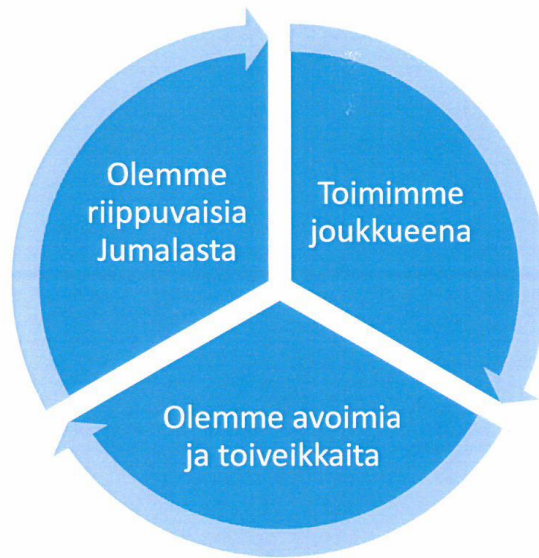 Olemme
riippuvaisia
Jumalasta
Toimimme
joukkueena
Olemme avoimia
ja toiveikkaita